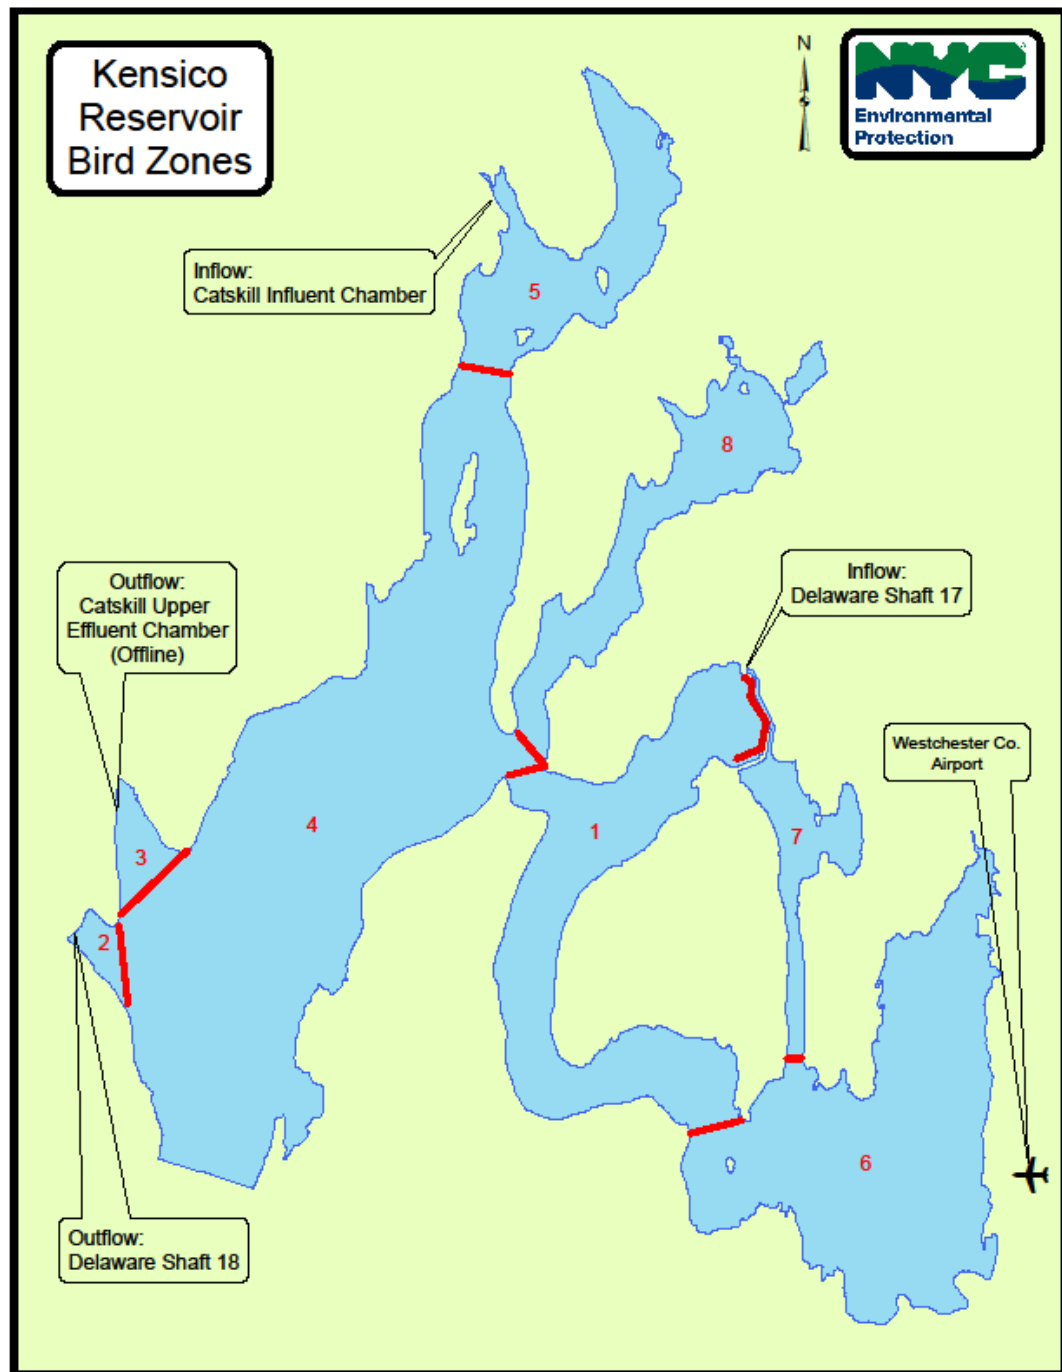 Kensico
Reservoir
Bird Zones
N
NYC
Environmental
Protection
Inflow:
Catskill Influent Chamber
5
8
Outflow:
Catskill Upper
Effluent Chamber
(Offline)
Inflow:
Delaware Shaft 17
Westchester Co.
Airport
4
1
7
3
2
6
Outflow:
Delaware Shaft 18